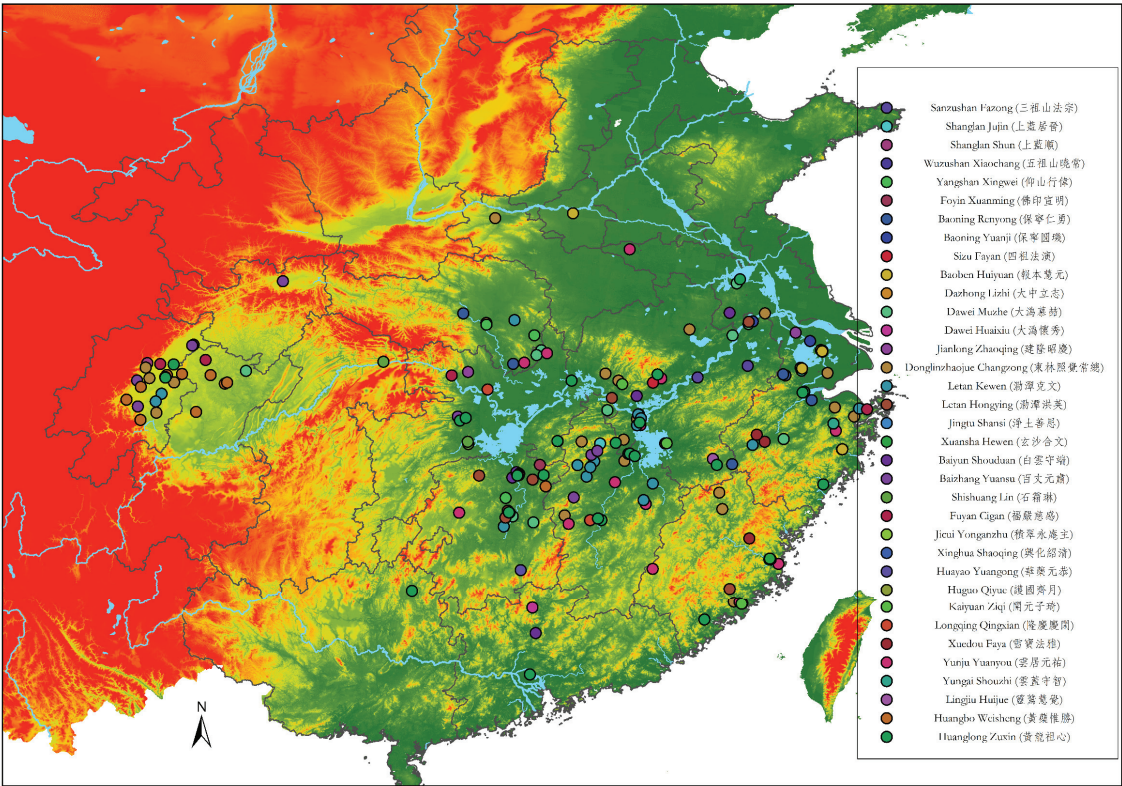 Sanzushan Fazong (三祖山法宗)
Shanglan Jujin (上藍居晉)
Shanglan Shun (上藍順)
Wuzushan Xiaochang (五祖山曉常)
Yangshan Xingwei (仰山行偉)
Foyin Xuanming (佛印宣明)
Baoning Renyong (保寧仁勇)
Baoning Yuanji (保寧圓璣)
Sizu Fayan (四祖法演)
Baoben Huiyuan (報本慧元)
Dazhong Lizhi (大中立志)
Dawei Muzhe (大溈慕喆)
Dawei Huaixiu (大溈懷秀)
Jianlong Zhaoqing (建隆昭慶)
Donglinzhaojue Changzong (東林照覺常總)
Letan Kewen (泐潭克文)
Letan Hongying (泐潭洪英)
Jingtu Shansi (淨土善思)
Xuansha Hewen (玄沙合文)
Baiyun Shouduan (白雲守端)
Baizhang Yuansu (百丈元肅)
Shishuang Lin (石霜琳)
Fuyan Cigan (福嚴慈感)
Jicui Yonganzhu (積翠永庵主)
Xinghua Shaoqing (興化紹清)
Huayao Yuangong (華藥元恭)
Huguo Qiyue (護國齊月)
Kaiyuan Ziqi (開元子琦)
Longqing Qingxian (隆慶慶閑)
Xuedou Faya (雪竇法雅)
Yunju Yuanyou (雲居元祐)
Yungai Shouzhi (雲蓋守智)
Lingjiu Huijue (靈鷲慧覺)
Huangbo Weisheng (黃檗惟勝)
Huanglong Zuxin (黃龍祖心)
N